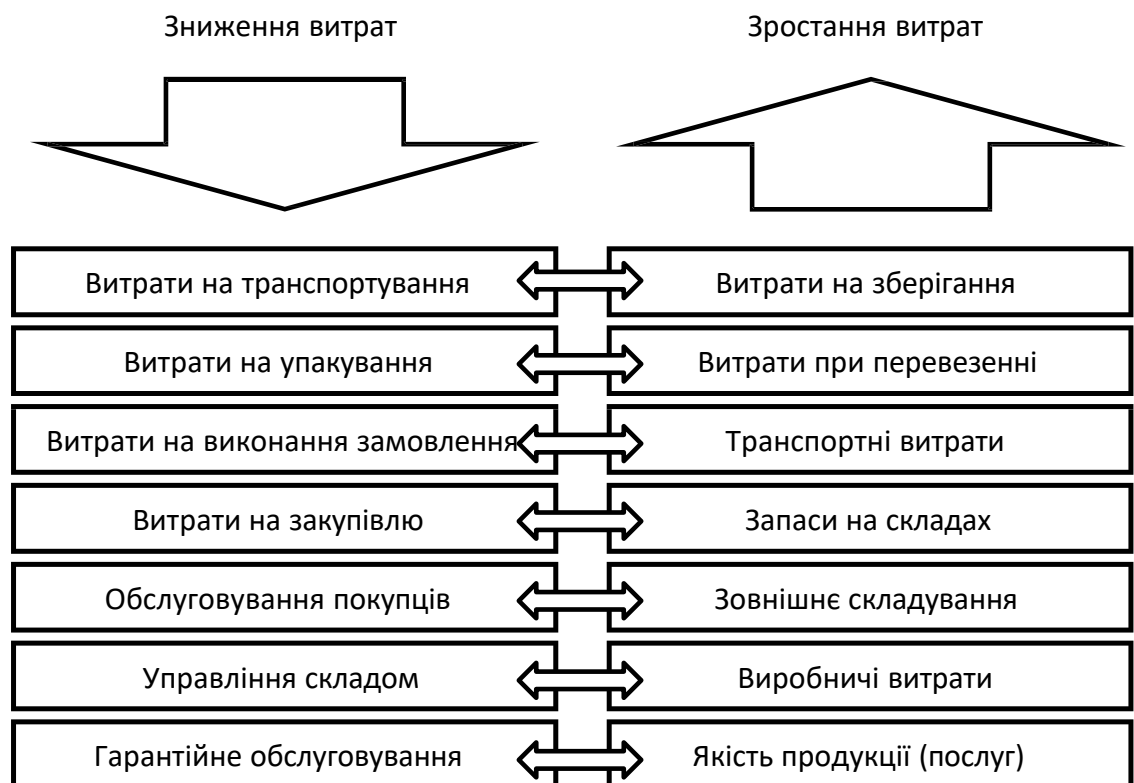 Зниження витрат
Зростання витрат
Витрати на транспортування
Витрати на зберігання
Витрати на упакування
Витрати при перевезенні
Витрати на виконання замовлення
Транспортні витрати
Витрати на закупівлю
Запаси на складах
Обслуговування покупців
Зовнішнє складування
Управління складом
Виробничі витрати
Гарантійне обслуговування
Якість продукції (послуг)